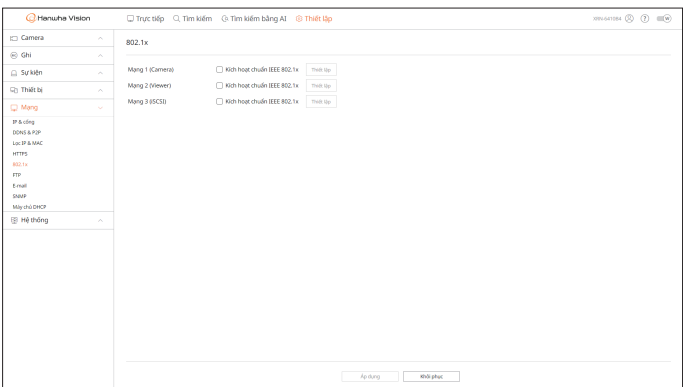 Hanwha Vision
Trực tiếp Tìm kiếm Tìm kiếm bằng AI Thiết lập
XRN-6410B4
Camera
Ghi
Sự kiện
Thiết bị
Mạng
IP & cổng
DDNS & P2P
Lọc IP & MAC
HTTPS
802.1x
FTP
E-mail
SNMP
Máy chủ DHCP
Hệ thống
802.1x
Mạng 1 (Camera) Kích hoạt chuẩn IEEE 802.1x Thiết lập
Mạng 2 (Viewer) Kích hoạt chuẩn IEEE 802.1x Thiết lập
Mạng 3 (iSCSI) Kích hoạt chuẩn IEEE 802.1x Thiết lập
Áp dụng Khôi phục